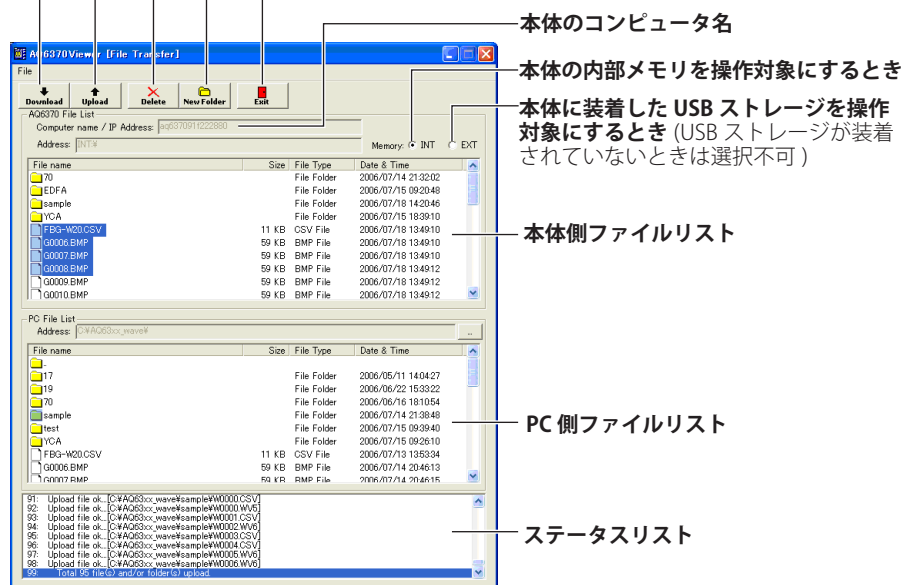 本体のコンピュータ名
AQ6370Viewer [File Transfer]
File
本体の内部メモリを操作対象にするとき
Download Upload Delete New Folder Exit
本体に装着した USB ストレージを操作
対象にするとき (USB ストレージが装着
されていないときは選択不可 )
AQ6370 File List
Computer name / IP Address: aq637091f222880
Address: INT¥ Memory: INT EXT
File name Size File Type Date & Time
70 File Folder 2006/07/14 21:32:02
EDFA File Folder 2006/07/15 09:20:48
sample File Folder 2006/07/18 14:20:46
YCA File Folder 2006/07/15 18:39:10
FBG-W20.CSV 11 KB CSV File 2006/07/18 13:49:10
本体側ファイルリスト
G0006.BMP 59 KB BMP File 2006/07/18 13:49:10
G0007.BMP 59 KB BMP File 2006/07/18 13:49:10
G0008.BMP 59 KB BMP File 2006/07/18 13:49:12
G0009.BMP 59 KB BMP File 2006/07/18 13:49:12
G0010.BMP 59 KB BMP File 2006/07/18 13:49:12
PC File List
Address: C:¥AQ63xx_wave¥ ...
File name Size File Type Date & Time
.
17 File Folder 2006/05/11 14:04:27
19 File Folder 2006/06/22 15:33:22
70 File Folder 2006/06/16 18:10:54
sample File Folder 2006/07/14 21:38:48
PC 側ファイルリスト
test File Folder 2006/07/15 09:39:40
YCA File Folder 2006/07/15 09:26:10
FBG-W20.CSV 11 KB CSV File 2006/07/13 13:53:34
G0006.BMP 59 KB BMP File 2006/07/14 20:46:13
G0007.BMP 59 KB BMP File 2006/07/14 20:46:15
91: Upload file ok...[C:¥AQ63xx_wave¥sample¥W0000.CSV]
92: Upload file ok...[C:¥AQ63xx_wave¥sample¥W0000.WV5]
93: Upload file ok...[C:¥AQ63xx_wave¥sample¥W0001.CSV]
94: Upload file ok...[C:¥AQ63xx_wave¥sample¥W0002.WV6]
95: Upload file ok...[C:¥AQ63xx_wave¥sample¥W0003.CSV]
96: Upload file ok...[C:¥AQ63xx_wave¥sample¥W0004.CSV]
97: Upload file ok...[C:¥AQ63xx_wave¥sample¥W0005.WV6]
98: Upload file ok...[C:¥AQ63xx_wave¥sample¥W0006.WV6]
99: Total 95 file(s) and/or folder(s) upload.
ステータスリスト